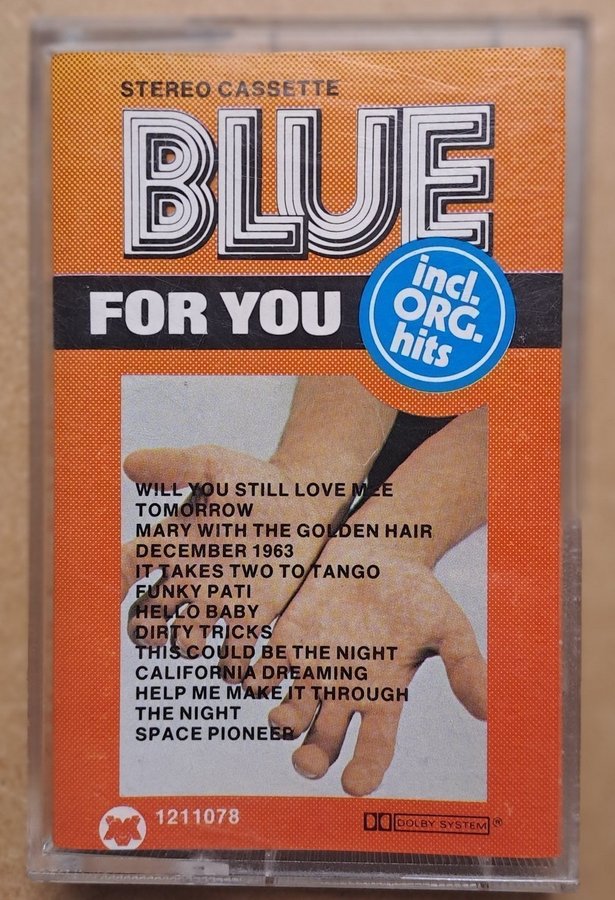 STEREO CASSETTE
BLUE
FOR YOU
incl.
ORG.
hits
WILL YOU STILL LOVE MEE
TOMORROW
MARY WITH THE GOLDEN HAIR
DECEMBER 1963
IT TAKES TWO TO TANGO
FUNKY PATI
HELLO BABY
DIRTY TRICKS
THIS COULD BE THE NIGHT
CALIFORNIA DREAMING
HELP ME MAKE IT THROUGH
THE NIGHT
SPACE PIONEER
1211078
DOLBY SYSTEM®